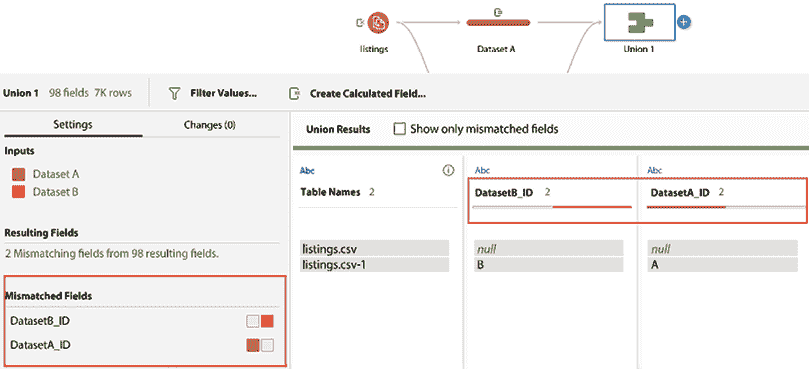 listings
Dataset A
Union 1
Union 1 98 fields 7K rows
Filter Values...
Create Calculated Field...
Settings
Changes (0)
Inputs
Dataset A
Dataset B
Resulting Fields
2 Mismatching fields from 98 resulting fields.
Mismatched Fields
DatasetB_ID
DatasetA_ID
Union Results
Show only mismatched fields
Abc
Table Names 2
listings.csv
listings.csv-1
Abc
DatasetB_ID 2
null
B
Abc
DatasetA_ID 2
null
A